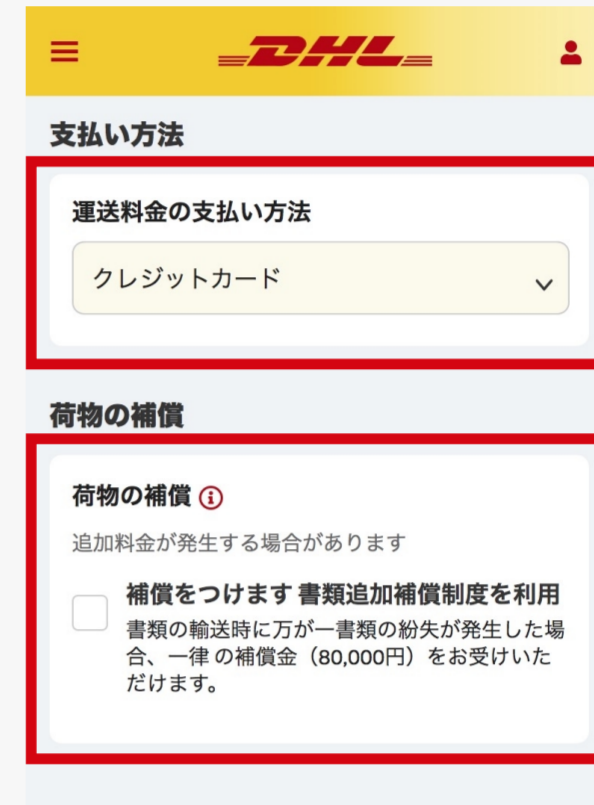 DHL
支払い方法
運送料金の支払い方法
クレジットカード
荷物の補償
荷物の補償
追加料金が発生する場合があります
補償をつけます 書類追加補償制度を利用
書類の輸送時に万が一書類の紛失が発生した場
合、一律 の補償金（80,000円）をお受けいた
だけます。